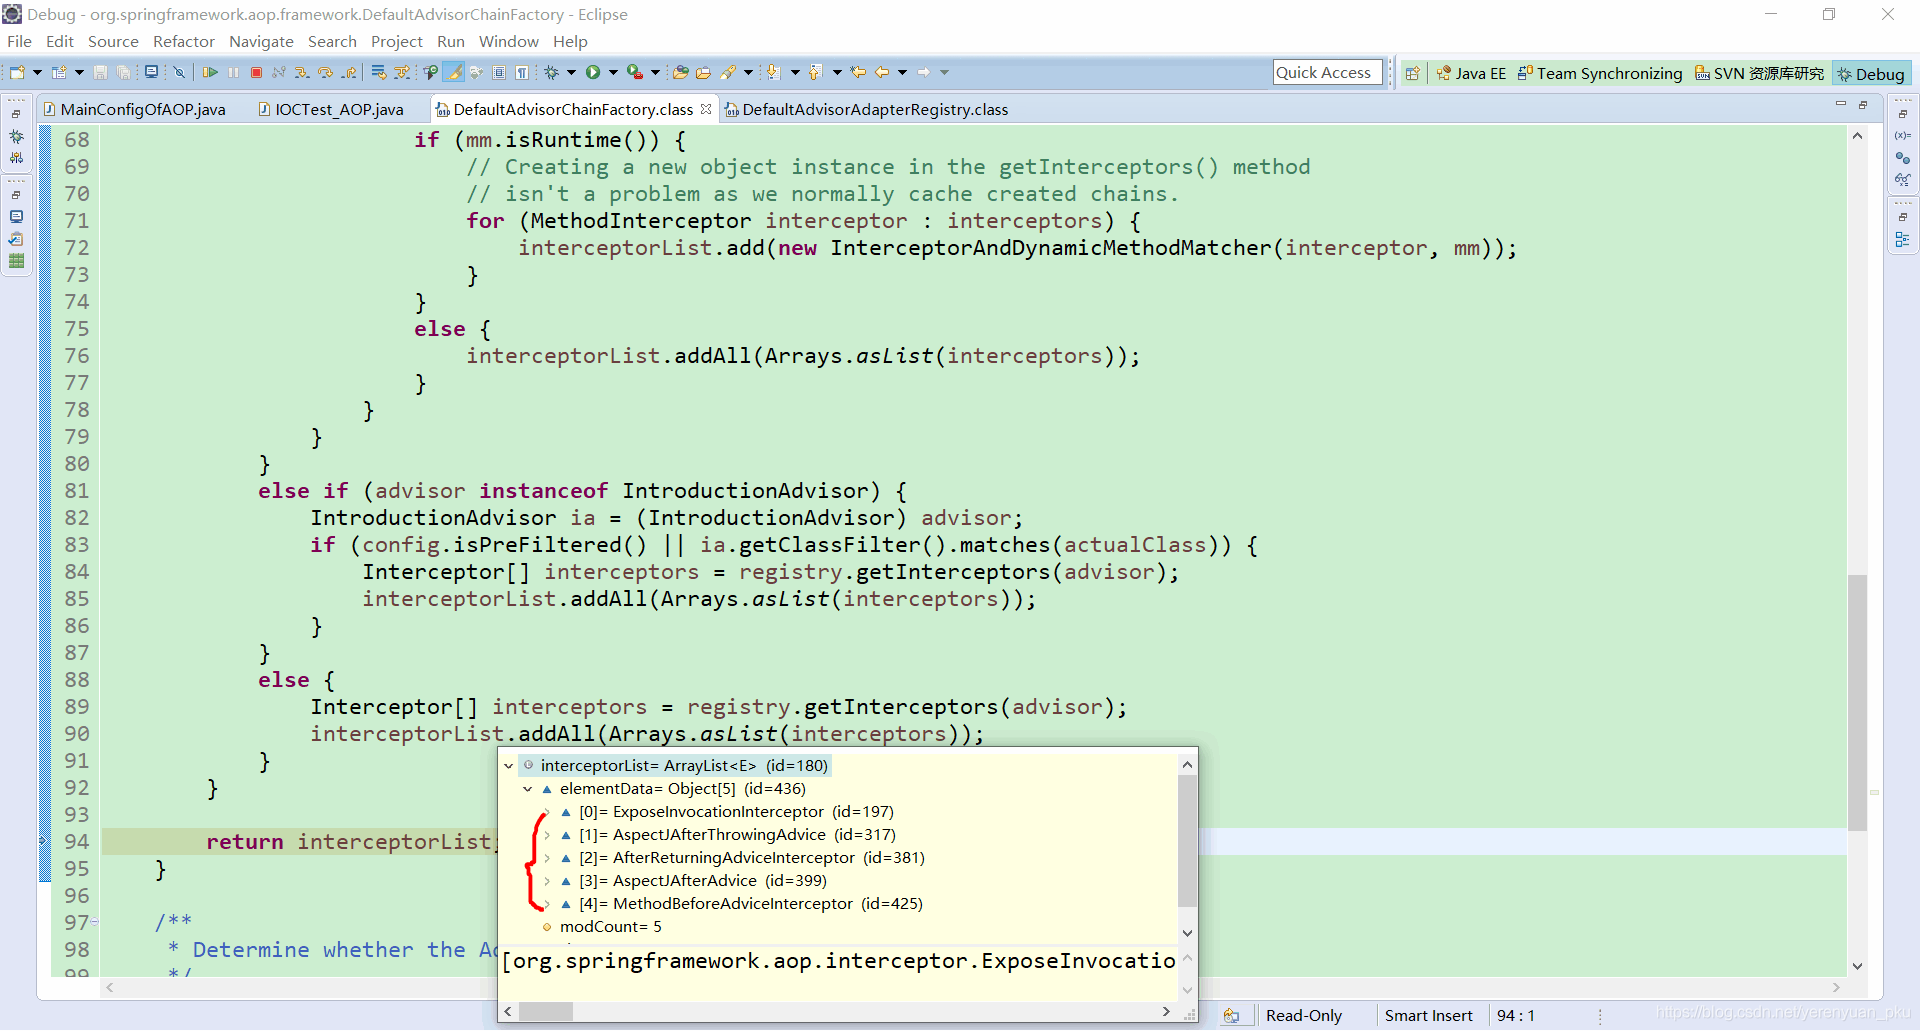 Debug - org.springframework.aop.framework.DefaultAdvisorChainFactory - Eclipse
File Edit Source Refactor Navigate Search Project Run Window Help
Quick Access Java EE Team Synchronizing SVN 资源库研究 Debug
MainConfigOfAOP.java IOCTest_AOP.java DefaultAdvisorChainFactory.class DefaultAdvisorAdapterRegistry.class
68 if (mm.isRuntime()) {
69 // Creating a new object instance in the getInterceptors() method
70 // isn't a problem as we normally cache created chains.
71 for (MethodInterceptor interceptor : interceptors) {
72 interceptorList.add(new InterceptorAndDynamicMethodMatcher(interceptor, mm));
73 }
74 }
75 else {
76 interceptorList.addAll(Arrays.asList(interceptors));
77 }
78 }
79 }
80 }
81 else if (advisor instanceof IntroductionAdvisor) {
82 IntroductionAdvisor ia = (IntroductionAdvisor) advisor;
83 if (config.isPreFiltered() || ia.getClassFilter().matches(actualClass)) {
84 Interceptor[] interceptors = registry.getInterceptors(advisor);
85 interceptorList.addAll(Arrays.asList(interceptors));
86 }
87 }
88 else {
89 Interceptor[] interceptors = registry.getInterceptors(advisor);
90 interceptorList.addAll(Arrays.asList(interceptors));
91 }
92 }
93
94 return interceptorList;
95 }
96
97 /**
98 * Determine whether the Ad
99 */
interceptorList= ArrayList<E> (id=180)
elementData= Object[5] (id=436)
[0]= ExposeInvocationInterceptor (id=197)
[1]= AspectJAfterThrowingAdvice (id=317)
[2]= AfterReturningAdviceInterceptor (id=381)
[3]= AspectJAfterAdvice (id=399)
[4]= MethodBeforeAdviceInterceptor (id=425)
modCount= 5
[org.springframework.aop.interceptor.ExposeInvocatio
Read-Only Smart Insert 94 : 1
https://blog.csdn.net/yerenyuan_pku